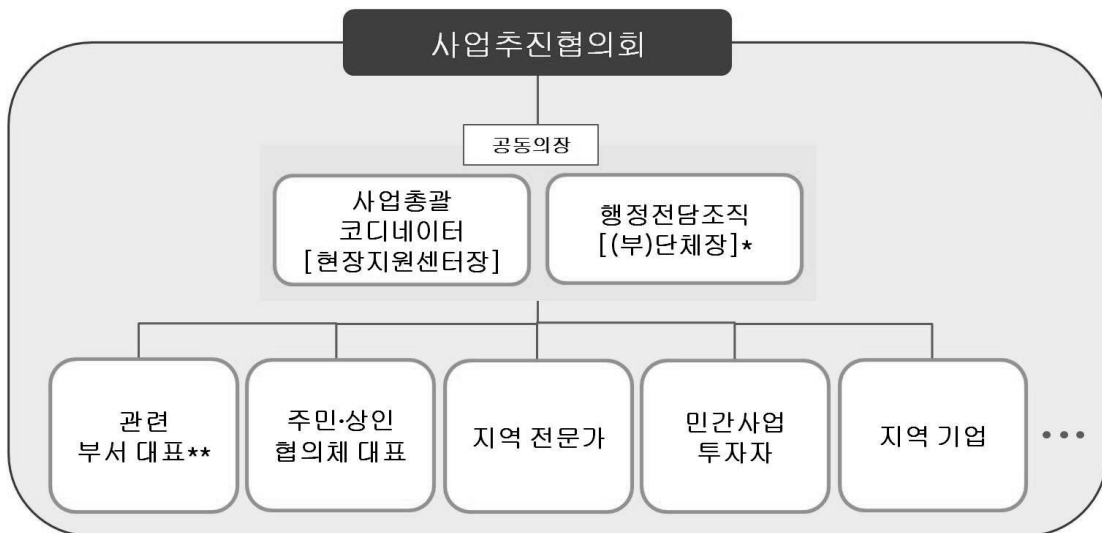 사업추진협의회
공동의장
사업총괄
코디네이터
[현장지원센터장]
행정전담조직
[(부)단체장]*
관련
부서 대표**
주민·상인
협의체 대표
지역 전문가
민간사업
투자자
지역 기업
•••